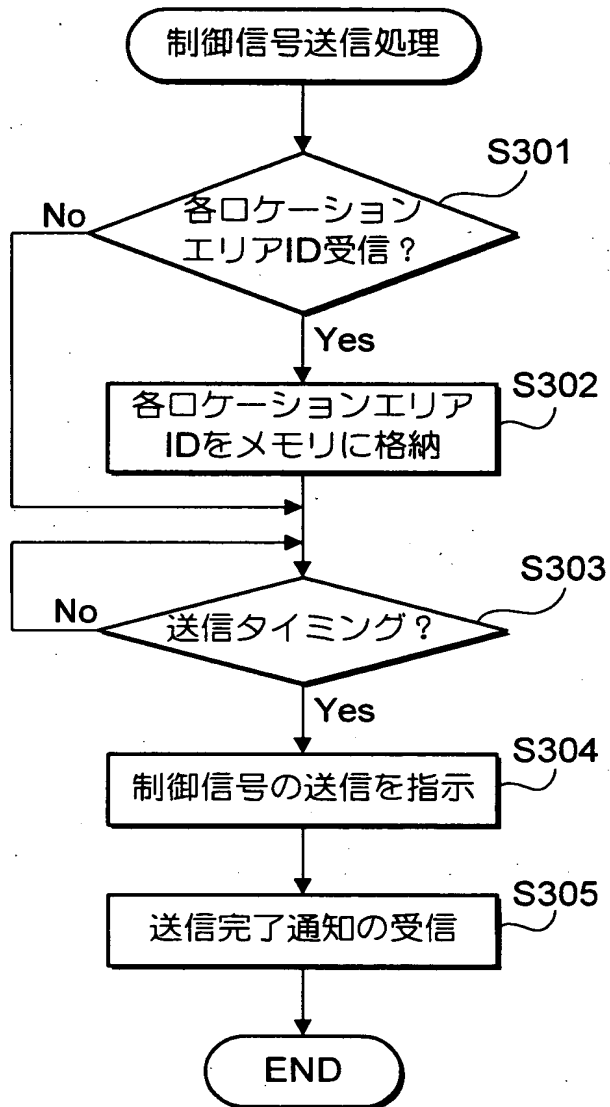 制御信号送信処理
S301
No
各ロケーション
エリアID受信？
Yes
S302
各ロケーションエリア
IDをメモリに格納
S303
No
送信タイミング？
Yes
S304
制御信号の送信を指示
S305
送信完了通知の受信
END